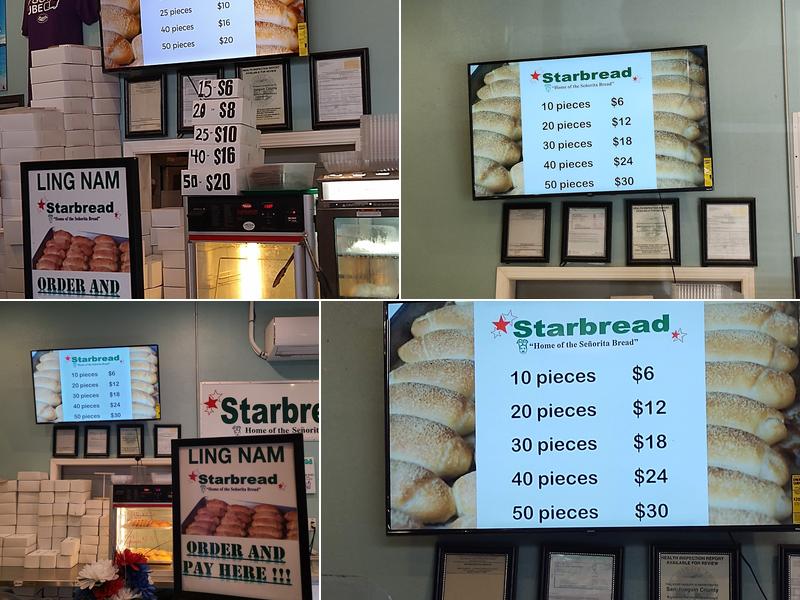 UBE
25 pieces $10
40 pieces $16
50 pieces $20
15 $6
20 - $8
25 - $10
40 - $16
50 - $20
LING NAM
Starbread
"Home of the Señorita Bread"
ORDER AND
Starbread
"Home of the Señorita Bread"
10 pieces $6
20 pieces $12
30 pieces $18
40 pieces $24
50 pieces $30
Starbread
10 pieces $6
20 pieces $12
30 pieces $18
40 pieces $24
50 pieces $30
Starbre
Home of the Señorit
LING NAM
Starbread
"Home of the Señorita Bread"
ORDER AND
PAY HERE !!!
Starbread
"Home of the Señorita Bread"
10 pieces $6
20 pieces $12
30 pieces $18
40 pieces $24
50 pieces $30
HEALTH INSPECTION REPORT
AVAILABLE FOR REVIEW
San Joaquin County